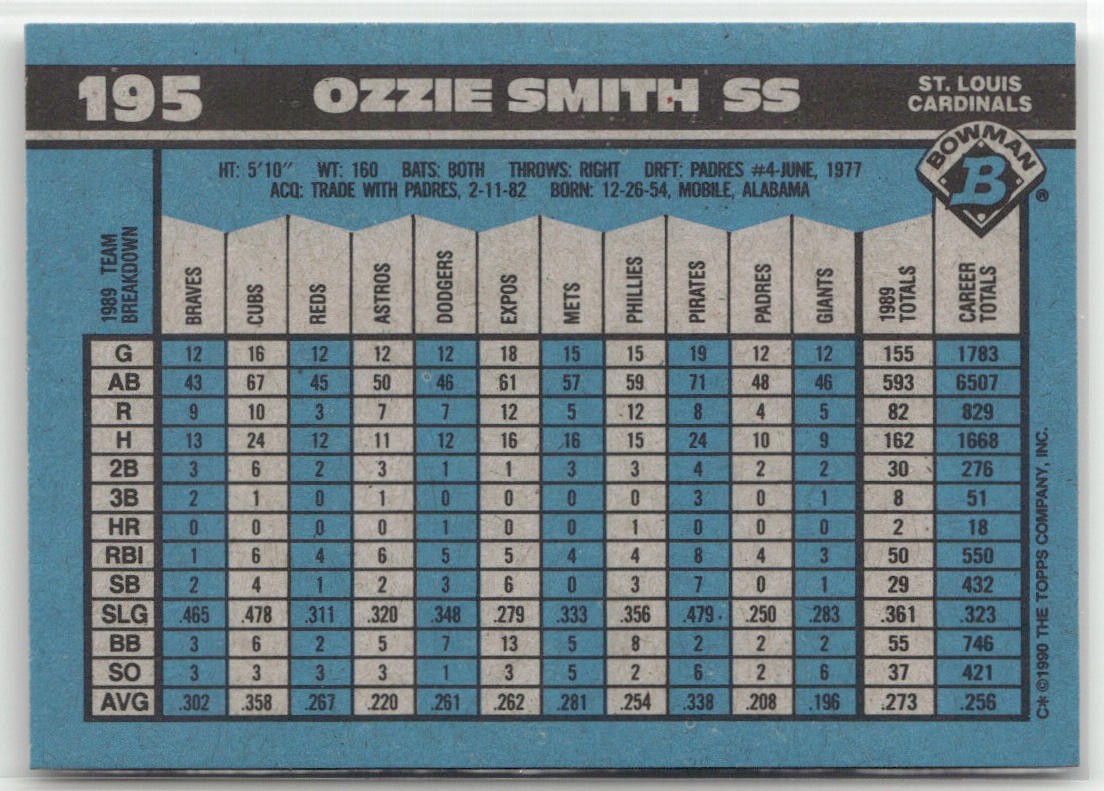 195 OZZIE SMITH SS ST. LOUIS
CARDINALS
BOWMAN
B
®
HT: 5'10" WT: 160 BATS: BOTH THROWS: RIGHT DRFT: PADRES #4-JUNE, 1977
ACQ: TRADE WITH PADRES, 2-11-82 BORN: 12-26-54, MOBILE, ALABAMA
1989 TEAM
BREAKDOWN
BRAVES CUBS REDS ASTROS DODGERS EXPOS METS PHILLIES PIRATES PADRES GIANTS 1989 TOTALS CAREER TOTALS
G 12 16 12 12 12 18 15 15 19 12 12 155 1783
AB 43 67 45 50 46 61 57 59 71 48 46 593 6507
R 9 10 3 7 7 12 5 12 8 4 5 82 829
H 13 24 12 11 12 16 16 15 24 10 9 162 1668
2B 3 6 2 3 1 1 3 3 4 2 2 30 276
3B 2 1 0 1 0 0 0 0 3 0 1 8 51
HR 0 0 0 0 1 0 0 1 0 0 0 2 18
RBI 1 6 4 6 5 5 4 4 8 4 3 50 550
SB 2 4 1 2 3 6 0 3 7 0 1 29 432
SLG .465 .478 .311 .320 .348 .279 .333 .356 .479 .250 .283 .361 .323
BB 3 6 2 5 7 13 5 8 2 2 2 55 746
SO 3 3 3 3 1 3 5 2 6 2 6 37 421
AVG .302 .358 .267 .220 .261 .262 .281 .254 .338 .208 .196 .273 .256
C* ©1990 THE TOPPS COMPANY, INC.